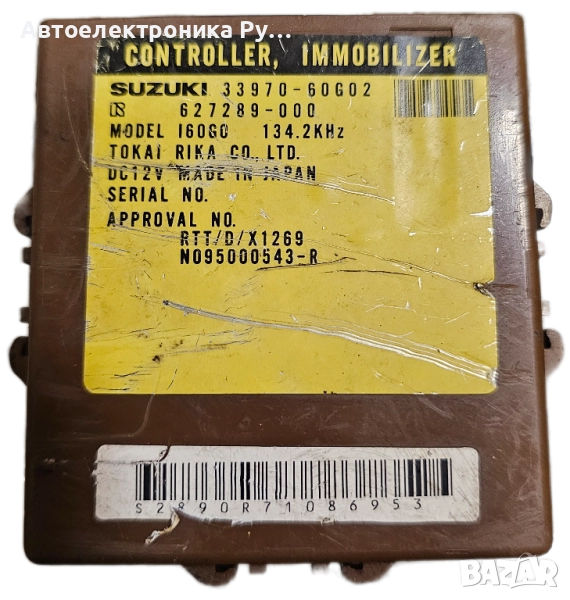 Автоелектроника Ру...
CONTROLLER, IMMOBILIZER
SUZUKI 33970-60G02
627289-000
MODEL I60G0 134.2KHz
TOKAI RIKA CO., LTD.
DC12V MADE IN JAPAN
SERIAL NO.
APPROVAL NO.
RTT/D/X1269
N095000543-R
S2890R71086953
BAZAR